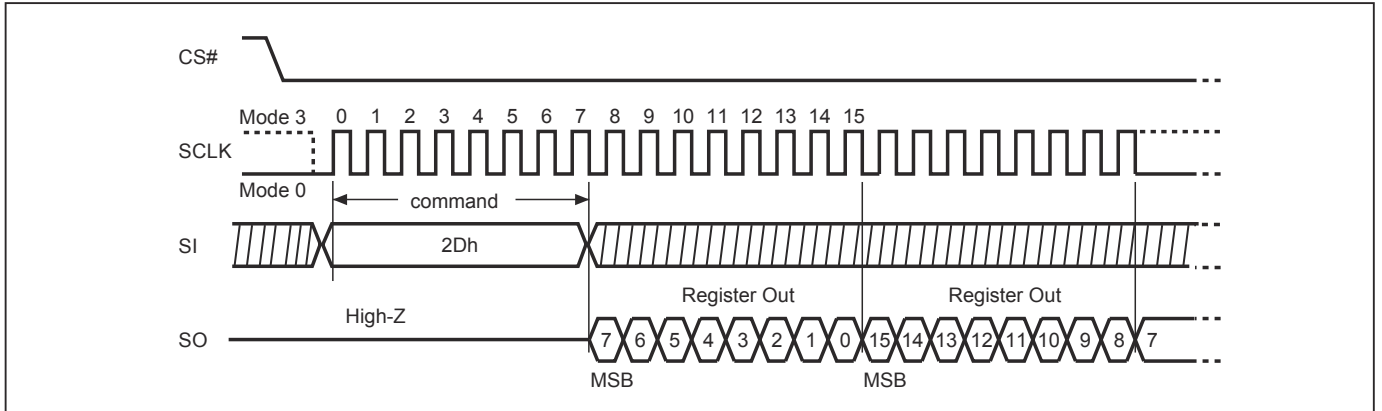 CS#
Mode 3 0 1 2 3 4 5 6 7 8 9 10 11 12 13 14 15
SCLK
Mode 0
command
SI 2Dh
Register Out Register Out
High-Z
SO 7 6 5 4 3 2 1 0 15 14 13 12 11 10 9 8 7
MSB MSB